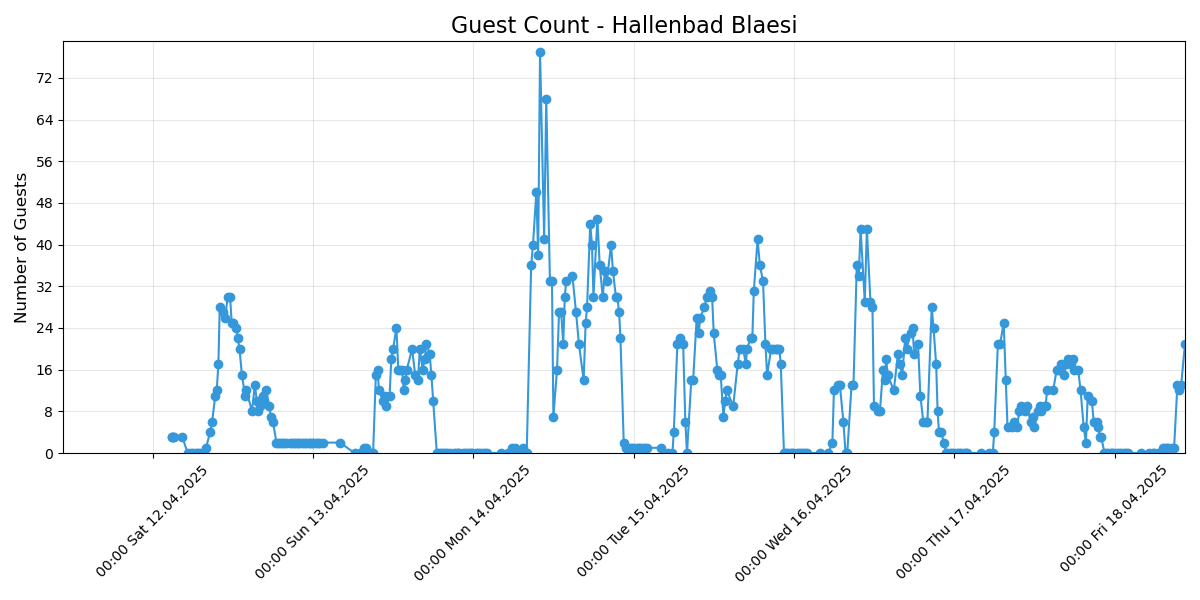 Guest Count - Hallenbad Blaesi
Number of Guests
72
64
56
48
40
32
24
16
8
0
00:00 Sat 12.04.2025
00:00 Sun 13.04.2025
00:00 Mon 14.04.2025
00:00 Tue 15.04.2025
00:00 Wed 16.04.2025
00:00 Thu 17.04.2025
00:00 Fri 18.04.2025